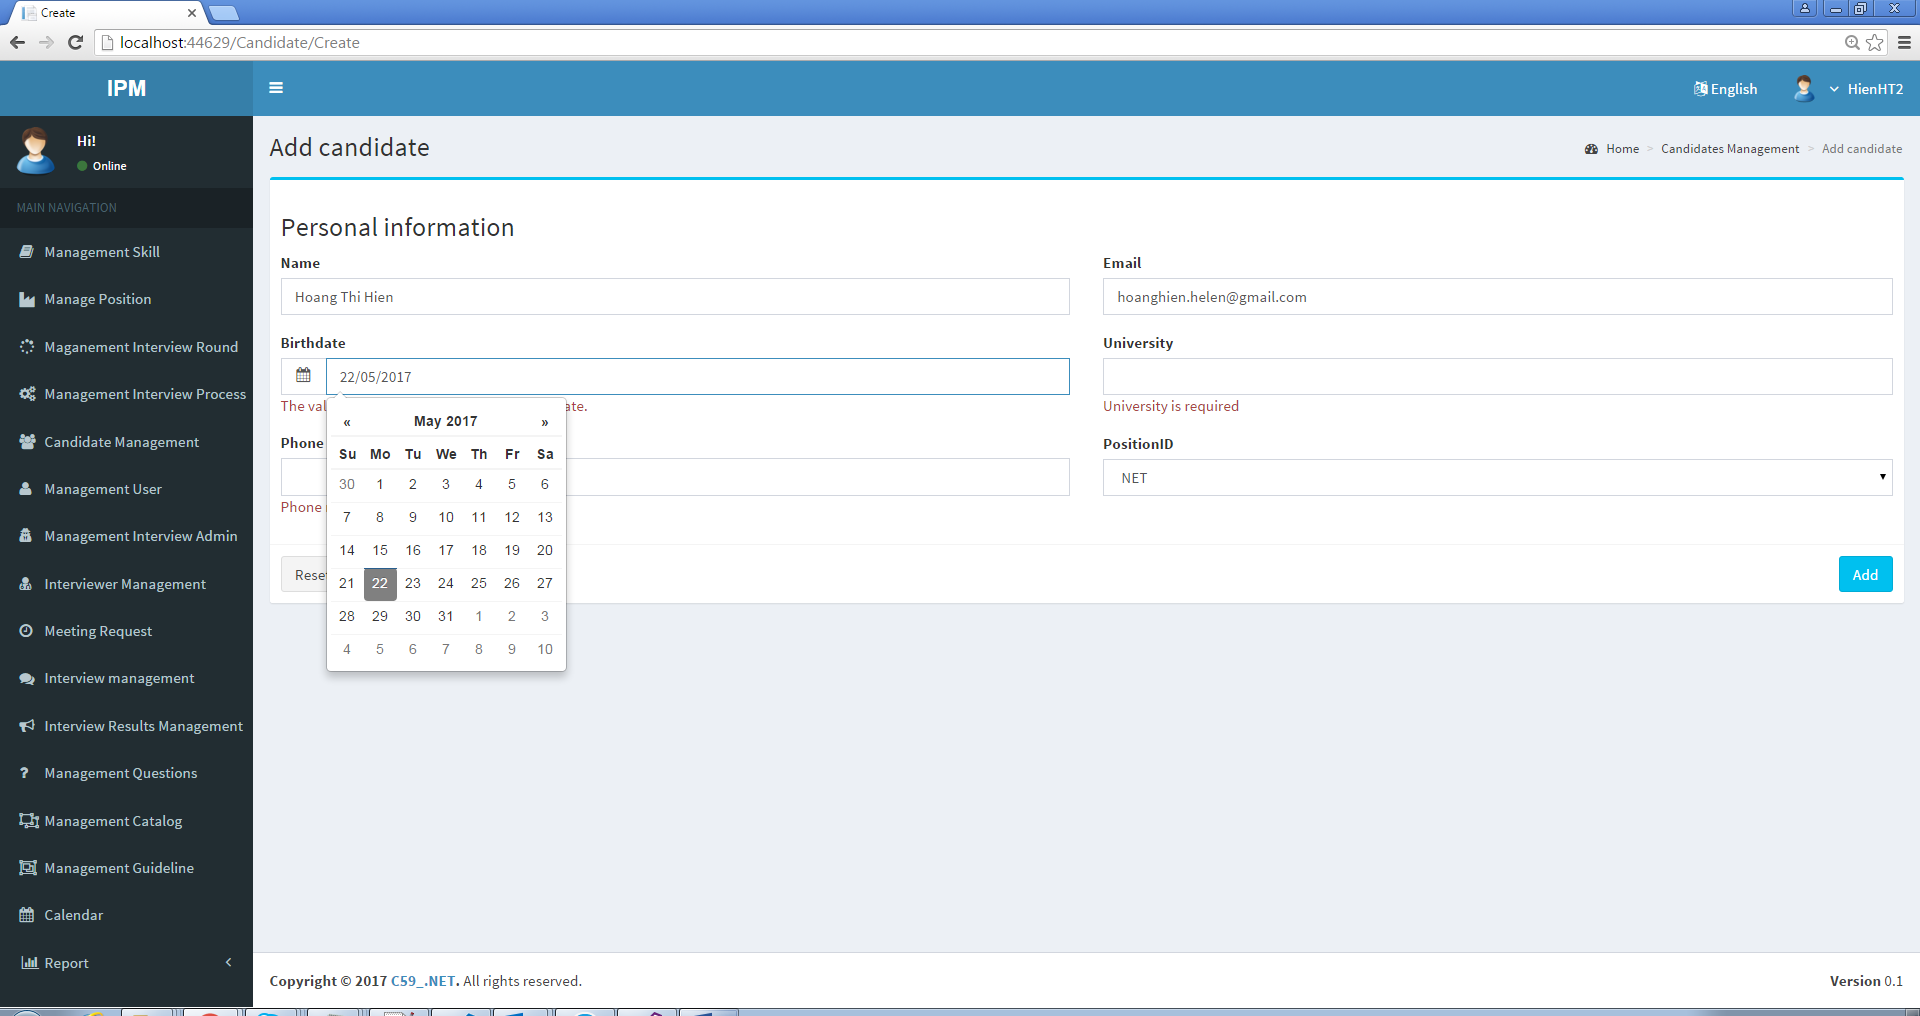 Create
localhost:44629/Candidate/Create
IPM
English
HienHT2
Hi!
Online
MAIN NAVIGATION
Management Skill
Manage Position
Maganement Interview Round
Management Interview Process
Candidate Management
Management User
Management Interview Admin
Interviewer Management
Meeting Request
Interview management
Interview Results Management
Management Questions
Management Catalog
Management Guideline
Calendar
Report
Add candidate
Home > Candidates Management > Add candidate
Personal information
Name
Hoang Thi Hien
Email
hoanghien.helen@gmail.com
Birthdate
22/05/2017
The val
ate.
University
University is required
Phone
Phone
PositionID
NET
« May 2017 »
Su Mo Tu We Th Fr Sa
30 1 2 3 4 5 6
7 8 9 10 11 12 13
14 15 16 17 18 19 20
21 22 23 24 25 26 27
28 29 30 31 1 2 3
4 5 6 7 8 9 10
Rese
Add
Copyright © 2017 C59_.NET. All rights reserved.
Version 0.1